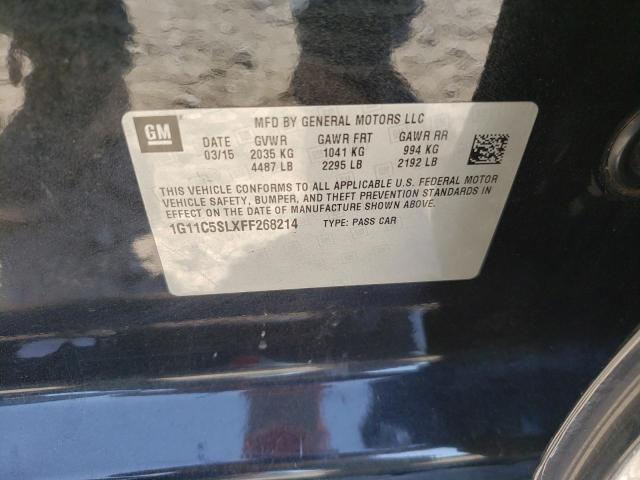 GM
MFD BY GENERAL MOTORS LLC
DATE GVWR GAWR FRT GAWR RR
03/15 2035 KG 1041 KG 994 KG
4487 LB 2295 LB 2192 LB
THIS VEHICLE CONFORMS TO ALL APPLICABLE U.S. FEDERAL MOTOR
VEHICLE SAFETY, BUMPER, AND THEFT PREVENTION STANDARDS IN
EFFECT ON THE DATE OF MANUFACTURE SHOWN ABOVE.
1G11C5SLXFF268214 TYPE: PASS CAR